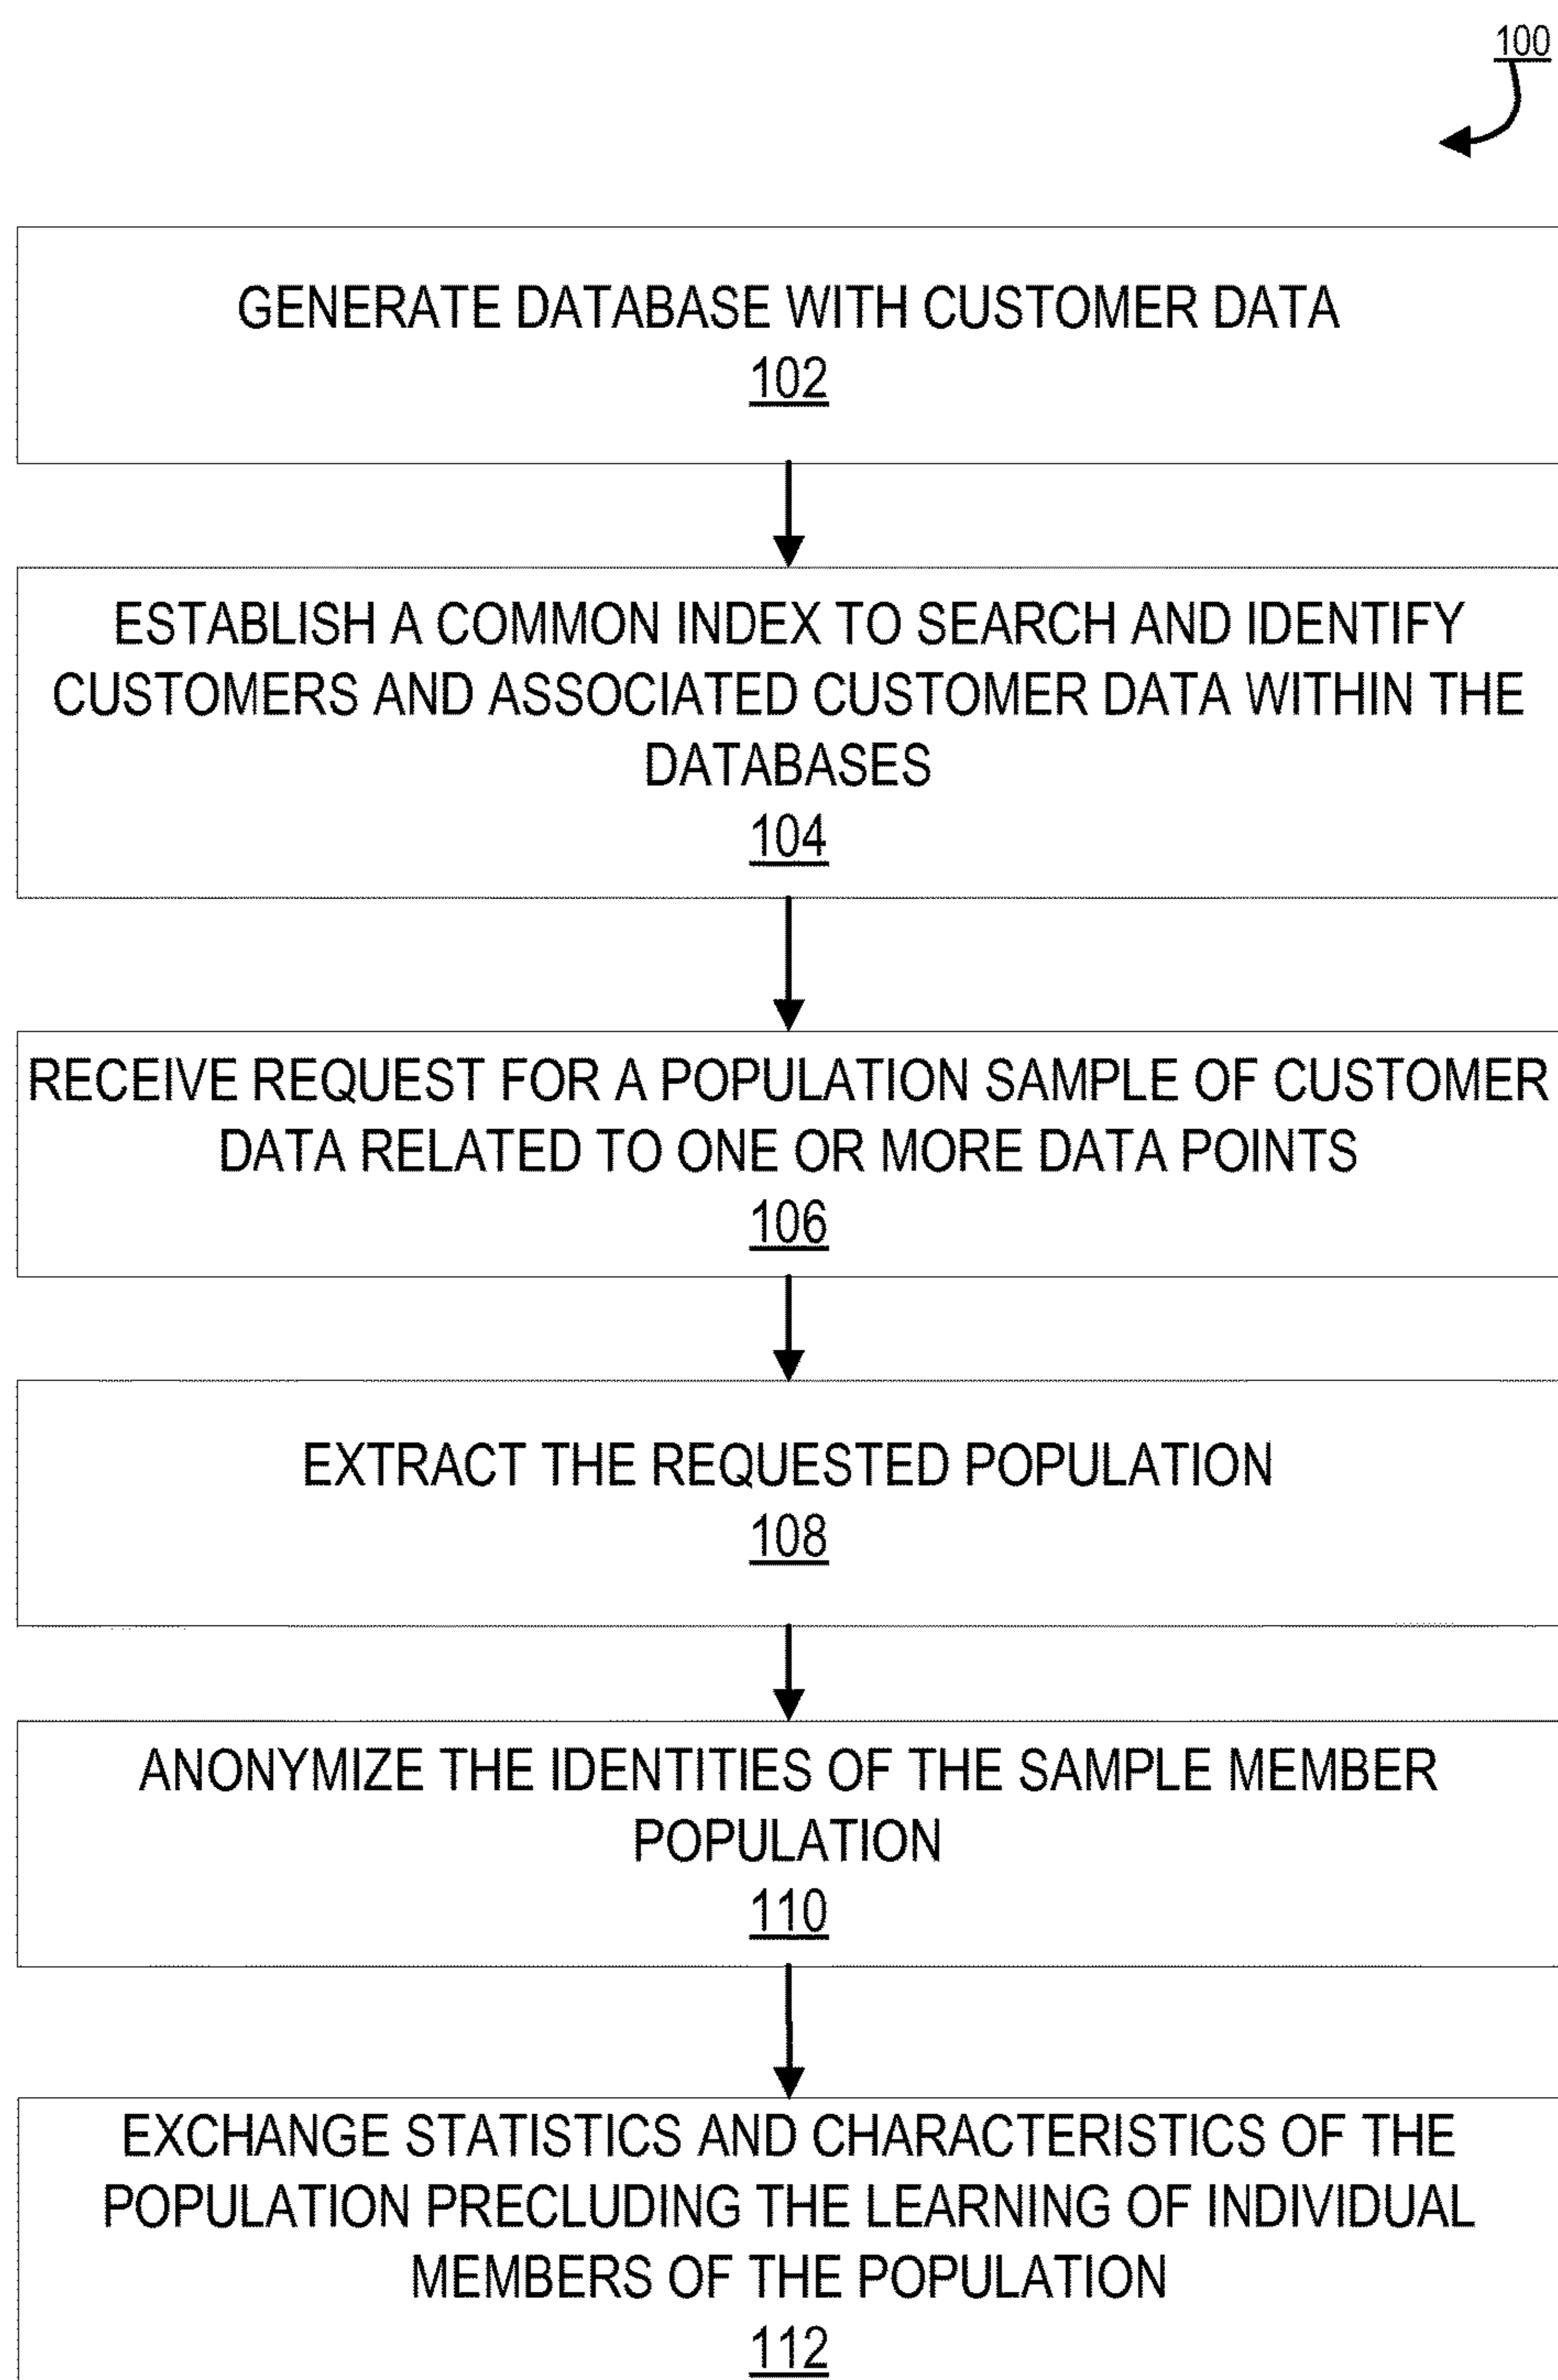 100
GENERATE DATABASE WITH CUSTOMER DATA
102
ESTABLISH A COMMON INDEX TO SEARCH AND IDENTIFY
CUSTOMERS AND ASSOCIATED CUSTOMER DATA WITHIN THE
DATABASES
104
RECEIVE REQUEST FOR A POPULATION SAMPLE OF CUSTOMER
DATA RELATED TO ONE OR MORE DATA POINTS
106
EXTRACT THE REQUESTED POPULATION
108
ANONYMIZE THE IDENTITIES OF THE SAMPLE MEMBER
POPULATION
110
EXCHANGE STATISTICS AND CHARACTERISTICS OF THE
POPULATION PRECLUDING THE LEARNING OF INDIVIDUAL
MEMBERS OF THE POPULATION
112